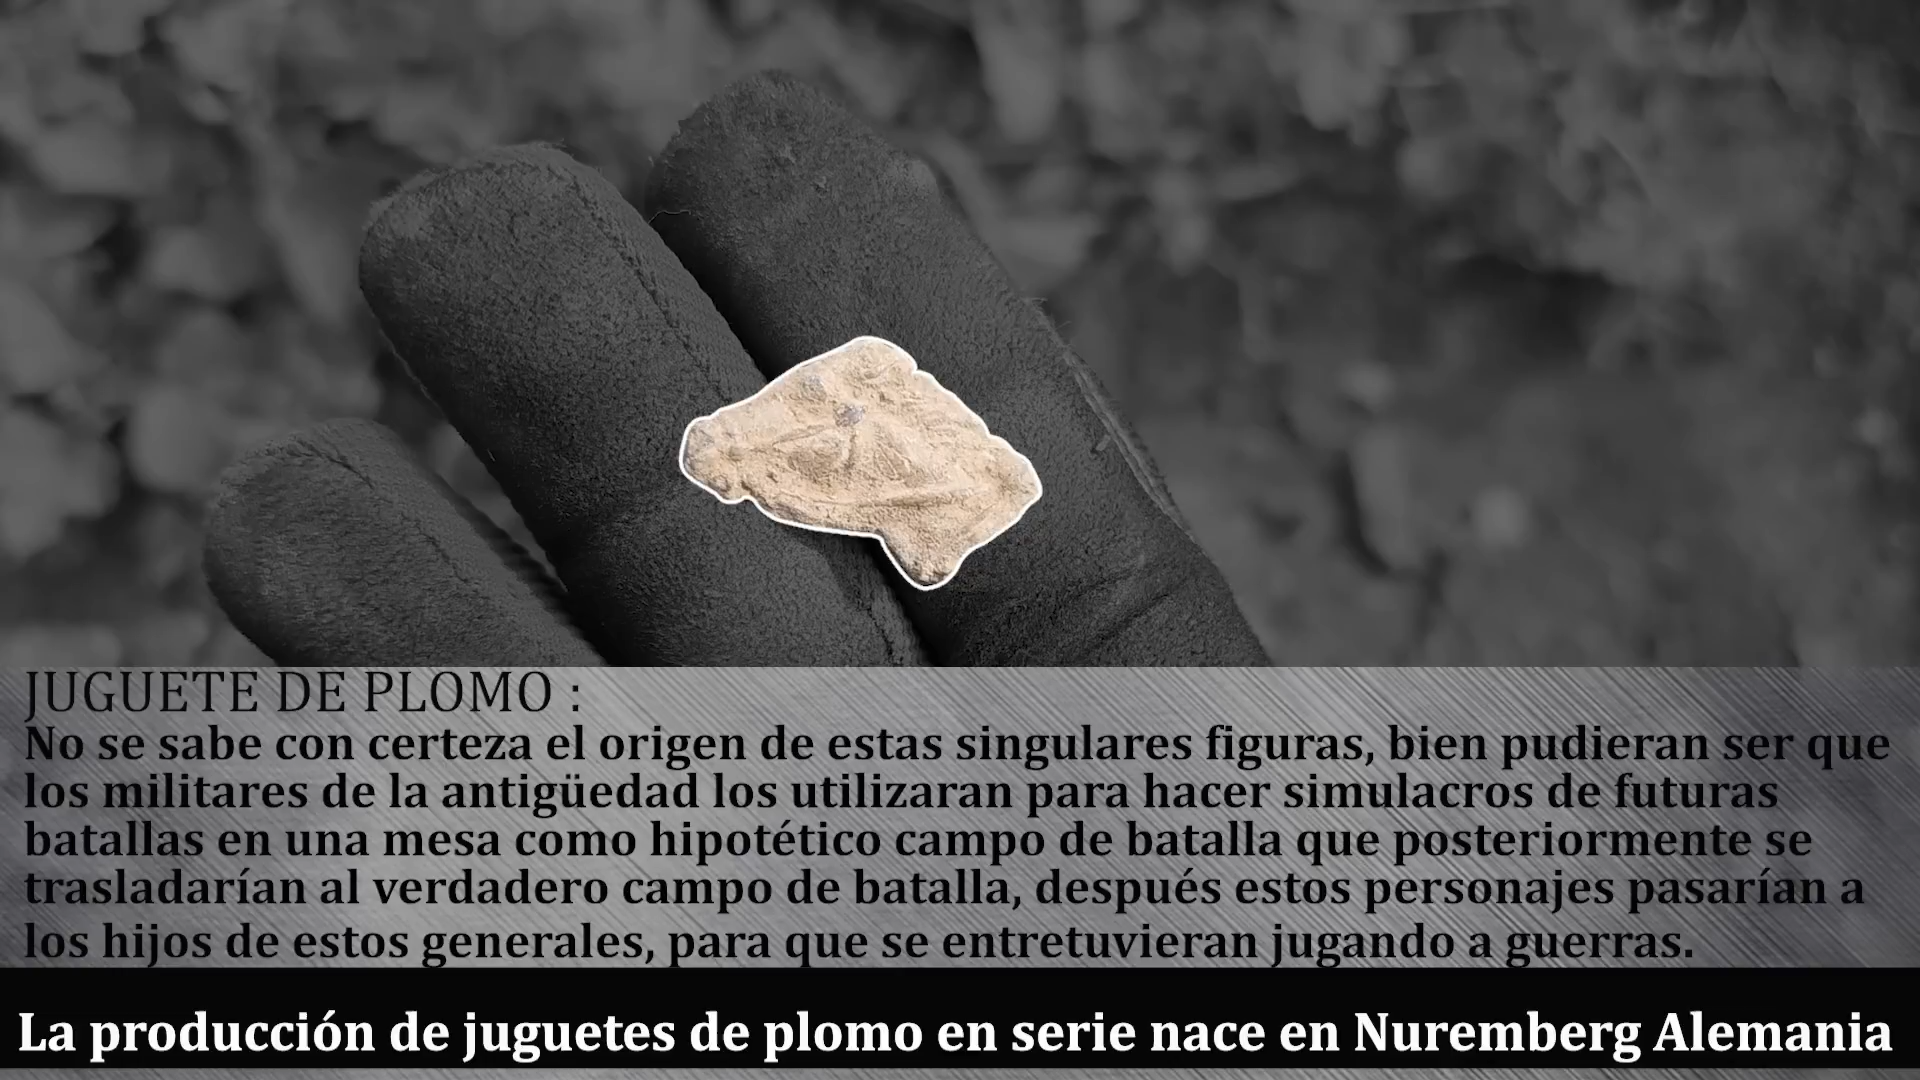 JUGUETE DE PLOMO :
No se sabe con certeza el origen de estas singulares figuras, bien pudieran ser que
los militares de la antigüedad los utilizaran para hacer simulacros de futuras
batallas en una mesa como hipotético campo de batalla que posteriormente se
trasladarían al verdadero campo de batalla, después estos personajes pasarían a
los hijos de estos generales, para que se entretuvieran jugando a guerras.
La producción de juguetes de plomo en serie nace en Nuremberg Alemania